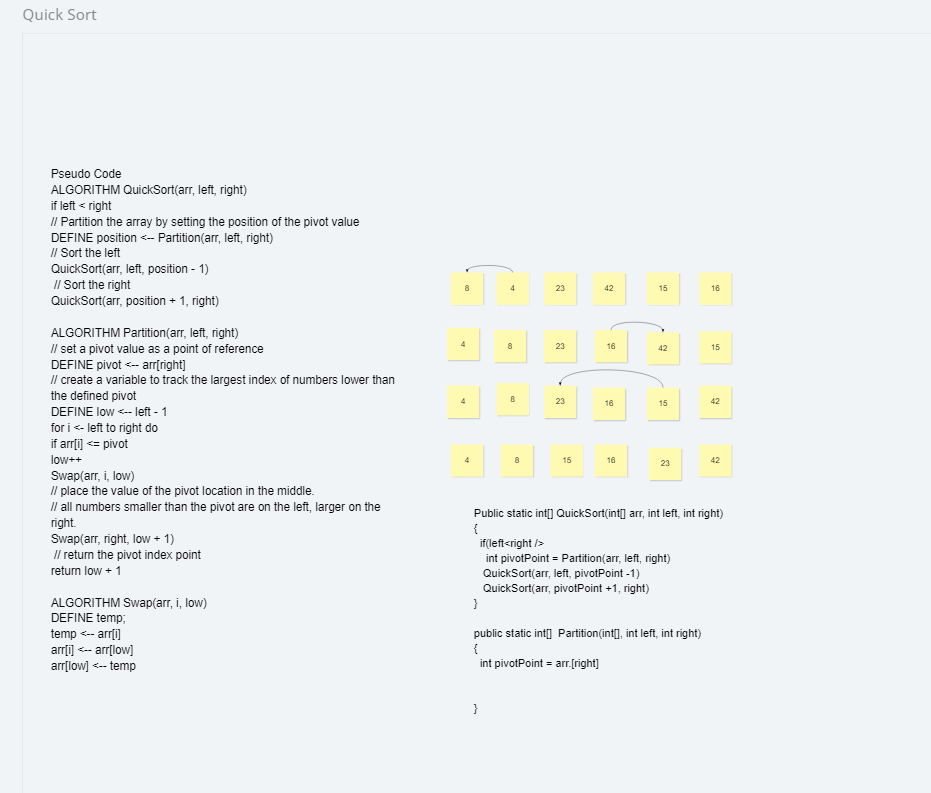 Quick Sort
Pseudo Code
ALGORITHM QuickSort(arr, left, right)
if left < right
// Partition the array by setting the position of the pivot value
DEFINE position <-- Partition(arr, left, right)
// Sort the left
QuickSort(arr, left, position - 1)
// Sort the right
QuickSort(arr, position + 1, right)
ALGORITHM Partition(arr, left, right)
// set a pivot value as a point of reference
DEFINE pivot <-- arr[right]
// create a variable to track the largest index of numbers lower than
the defined pivot
DEFINE low <-- left - 1
for i <- left to right do
if arr[i] <= pivot
low++
Swap(arr, i, low)
// place the value of the pivot location in the middle.
// all numbers smaller than the pivot are on the left, larger on the
right.
Swap(arr, right, low + 1)
// return the pivot index point
return low + 1
ALGORITHM Swap(arr, i, low)
DEFINE temp;
temp <-- arr[i]
arr[i] <-- arr[low]
arr[low] <-- temp
8 4 23 42 15 16
4 8 23 16 42 15
4 8 23 16 15 42
4 8 15 16 23 42
Public static int[] QuickSort(int[] arr, int left, int right)
{
if(left<right />
int pivotPoint = Partition(arr, left, right)
QuickSort(arr, left, pivotPoint -1)
QuickSort(arr, pivotPoint +1, right)
}
public static int[] Partition(int[], int left, int right)
{
int pivotPoint = arr.[right]
}